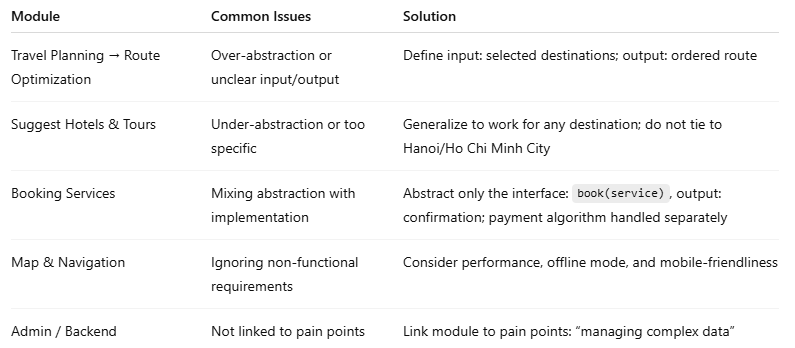 Module Common Issues Solution
Travel Planning → Route Over-abstraction or Define input: selected destinations; output: ordered route
Optimization unclear input/output
Suggest Hotels & Tours Under-abstraction or too Generalize to work for any destination; do not tie to
specific Hanoi/Ho Chi Minh City
Booking Services Mixing abstraction with Abstract only the interface: book(service), output:
implementation confirmation; payment algorithm handled separately
Map & Navigation Ignoring non-functional Consider performance, offline mode, and mobile-friendliness
requirements
Admin / Backend Not linked to pain points Link module to pain points: “managing complex data”